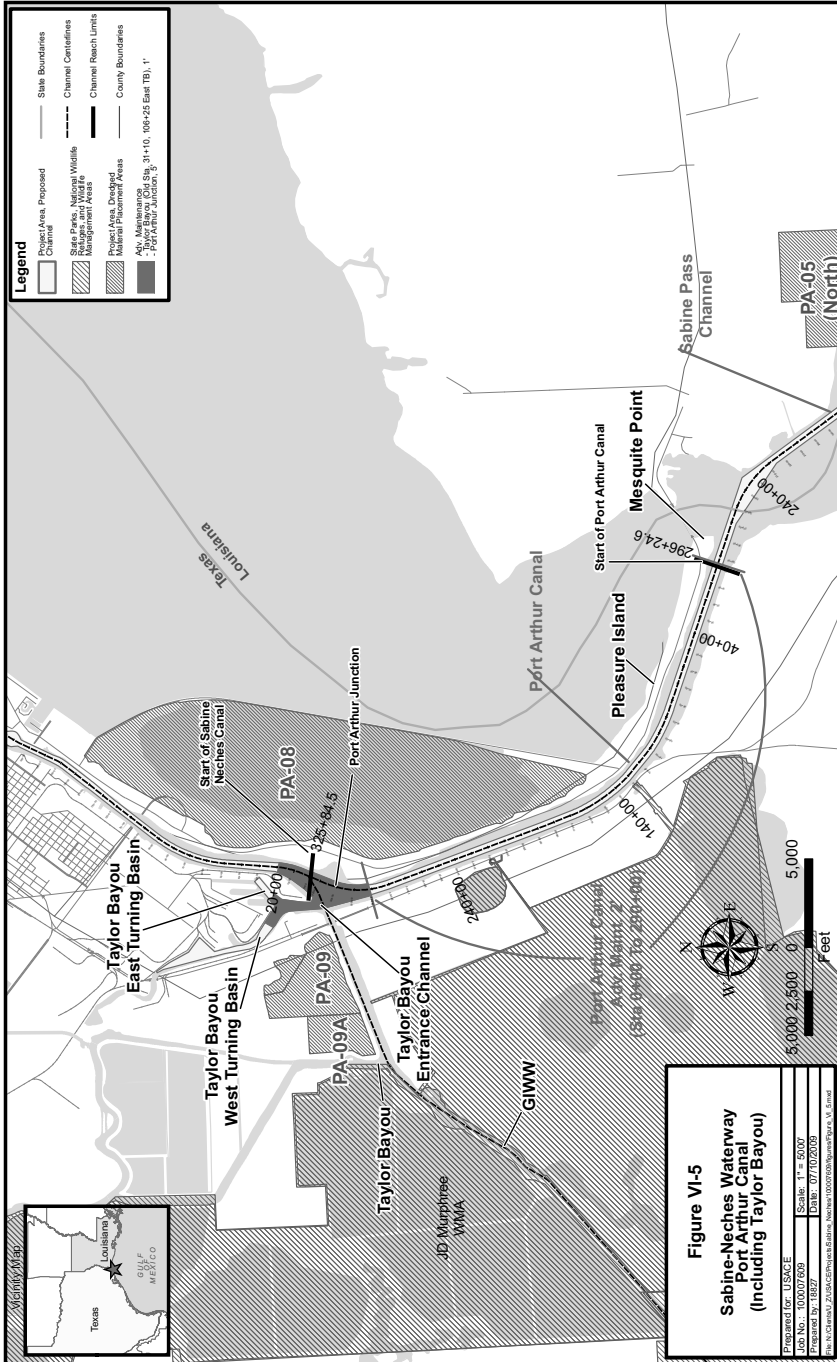 Vicinity Map
Texas
Louisiana
GULF
OF
MEXICO
Legend
Project Area, Proposed
Channel
State Parks, National Wildlife
Refuges, and Wildlife
Management Areas
Project Area, Dredged
Material Placement Areas
Adv. Maintenance
- Taylor Bayou (Old Sta. 31+10, 106+25 East TB), 1'
- Port Arthur Junction, 5'
State Boundaries
Channel Centerlines
Channel Reach Limits
County Boundaries
Texas
Louisiana
Taylor Bayou
East Turning Basin
Taylor Bayou
West Turning Basin
20+00
Start of Sabine
Neches Canal
PA-08
325+84.5
Port Arthur Junction
PA-09
PA-09A
Taylor Bayou
Entrance Channel
Taylor Bayou
GIWW
JD Murphree
WMA
240+00
140+00
Port Arthur Canal
Adv. Maint. 2'
(Sta 0+00 To 290+00)
Port Arthur Canal
Pleasure Island
40+00
Start of Port Arthur Canal
296+24.6
Mesquite Point
240+00
Sabine Pass
Channel
PA-05
(North)
N
E
S
W
5,000 2,500 0 5,000
Feet
Figure VI-5
Sabine-Neches Waterway
Port Arthur Canal
(Including Taylor Bayou)
Prepared for: USACE
Job No.: 100007609
Scale: 1" = 5000'
Prepared by: 18827
Date: 07/10/2009